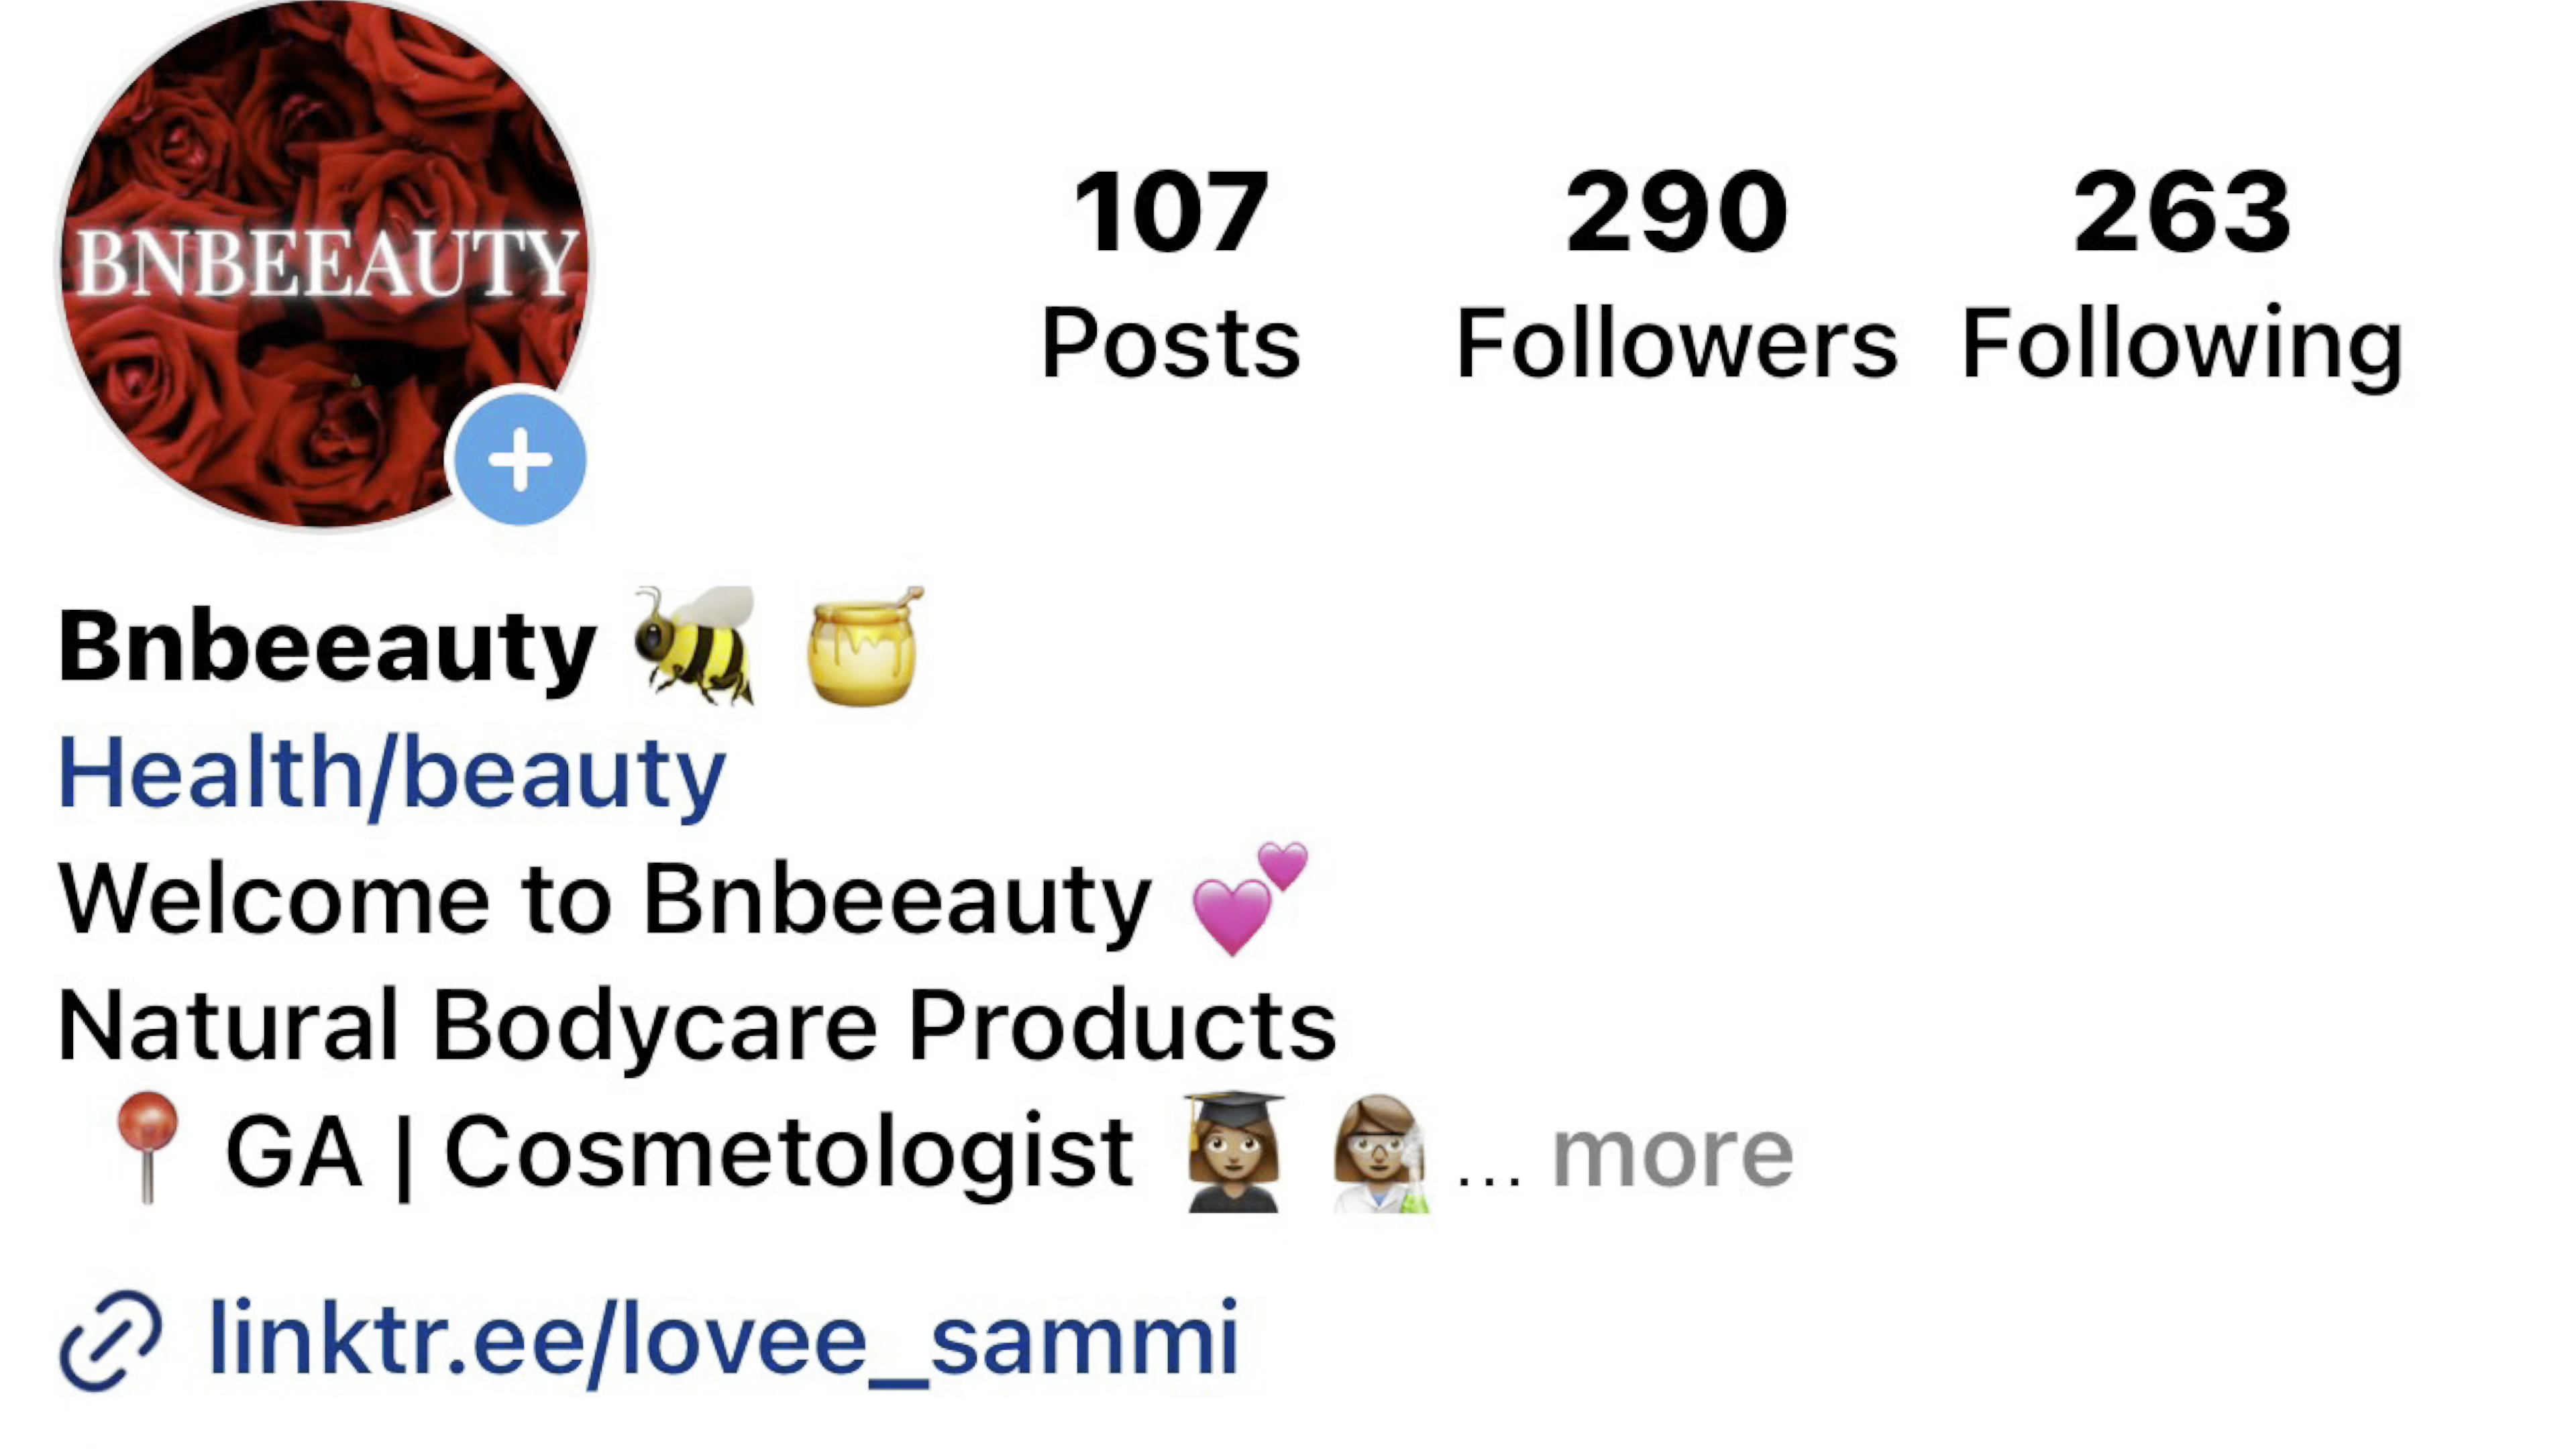 BNBEEAUTY
107 290 263
Posts Followers Following
Bnbeeauty 🐝 🍯
Health/beauty
Welcome to Bnbeeauty 💕
Natural Bodycare Products
📍 GA | Cosmetologist 👩🏽‍🎓 👩🏽‍🔬 ... more
linktr.ee/lovee_sammi